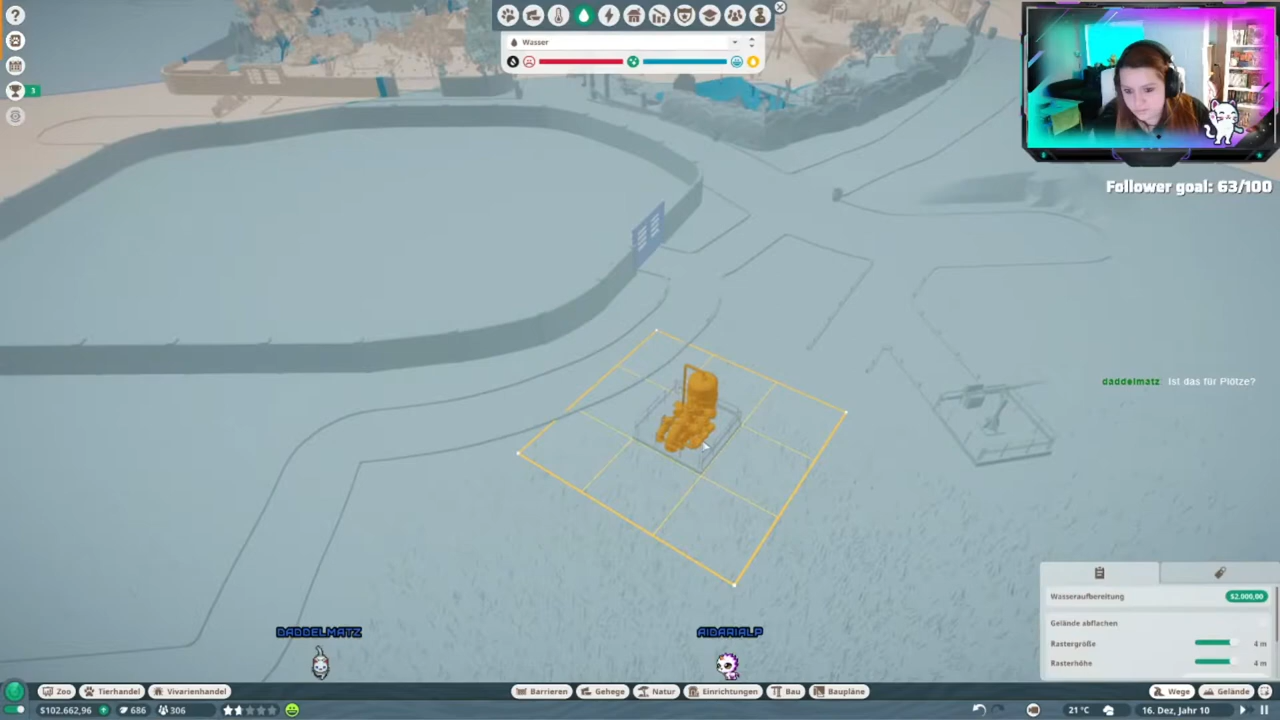 Wasser
3
Follower goal: 63/100
daddelmatz Ist das für Plötze?
Wasseraufbereitung $2.000,00
Gelände abflachen
Rastergröße 4 m
Rasterhöhe 4 m
DADDELMATZ
AIDARIALP
Zoo Tierhandel Vivarienhandel Barrieren Gehege Natur Einrichtungen Bau Baupläne Wege Gelände
$102.662,96 686 306 21 °C 16. Dez, Jahr 10